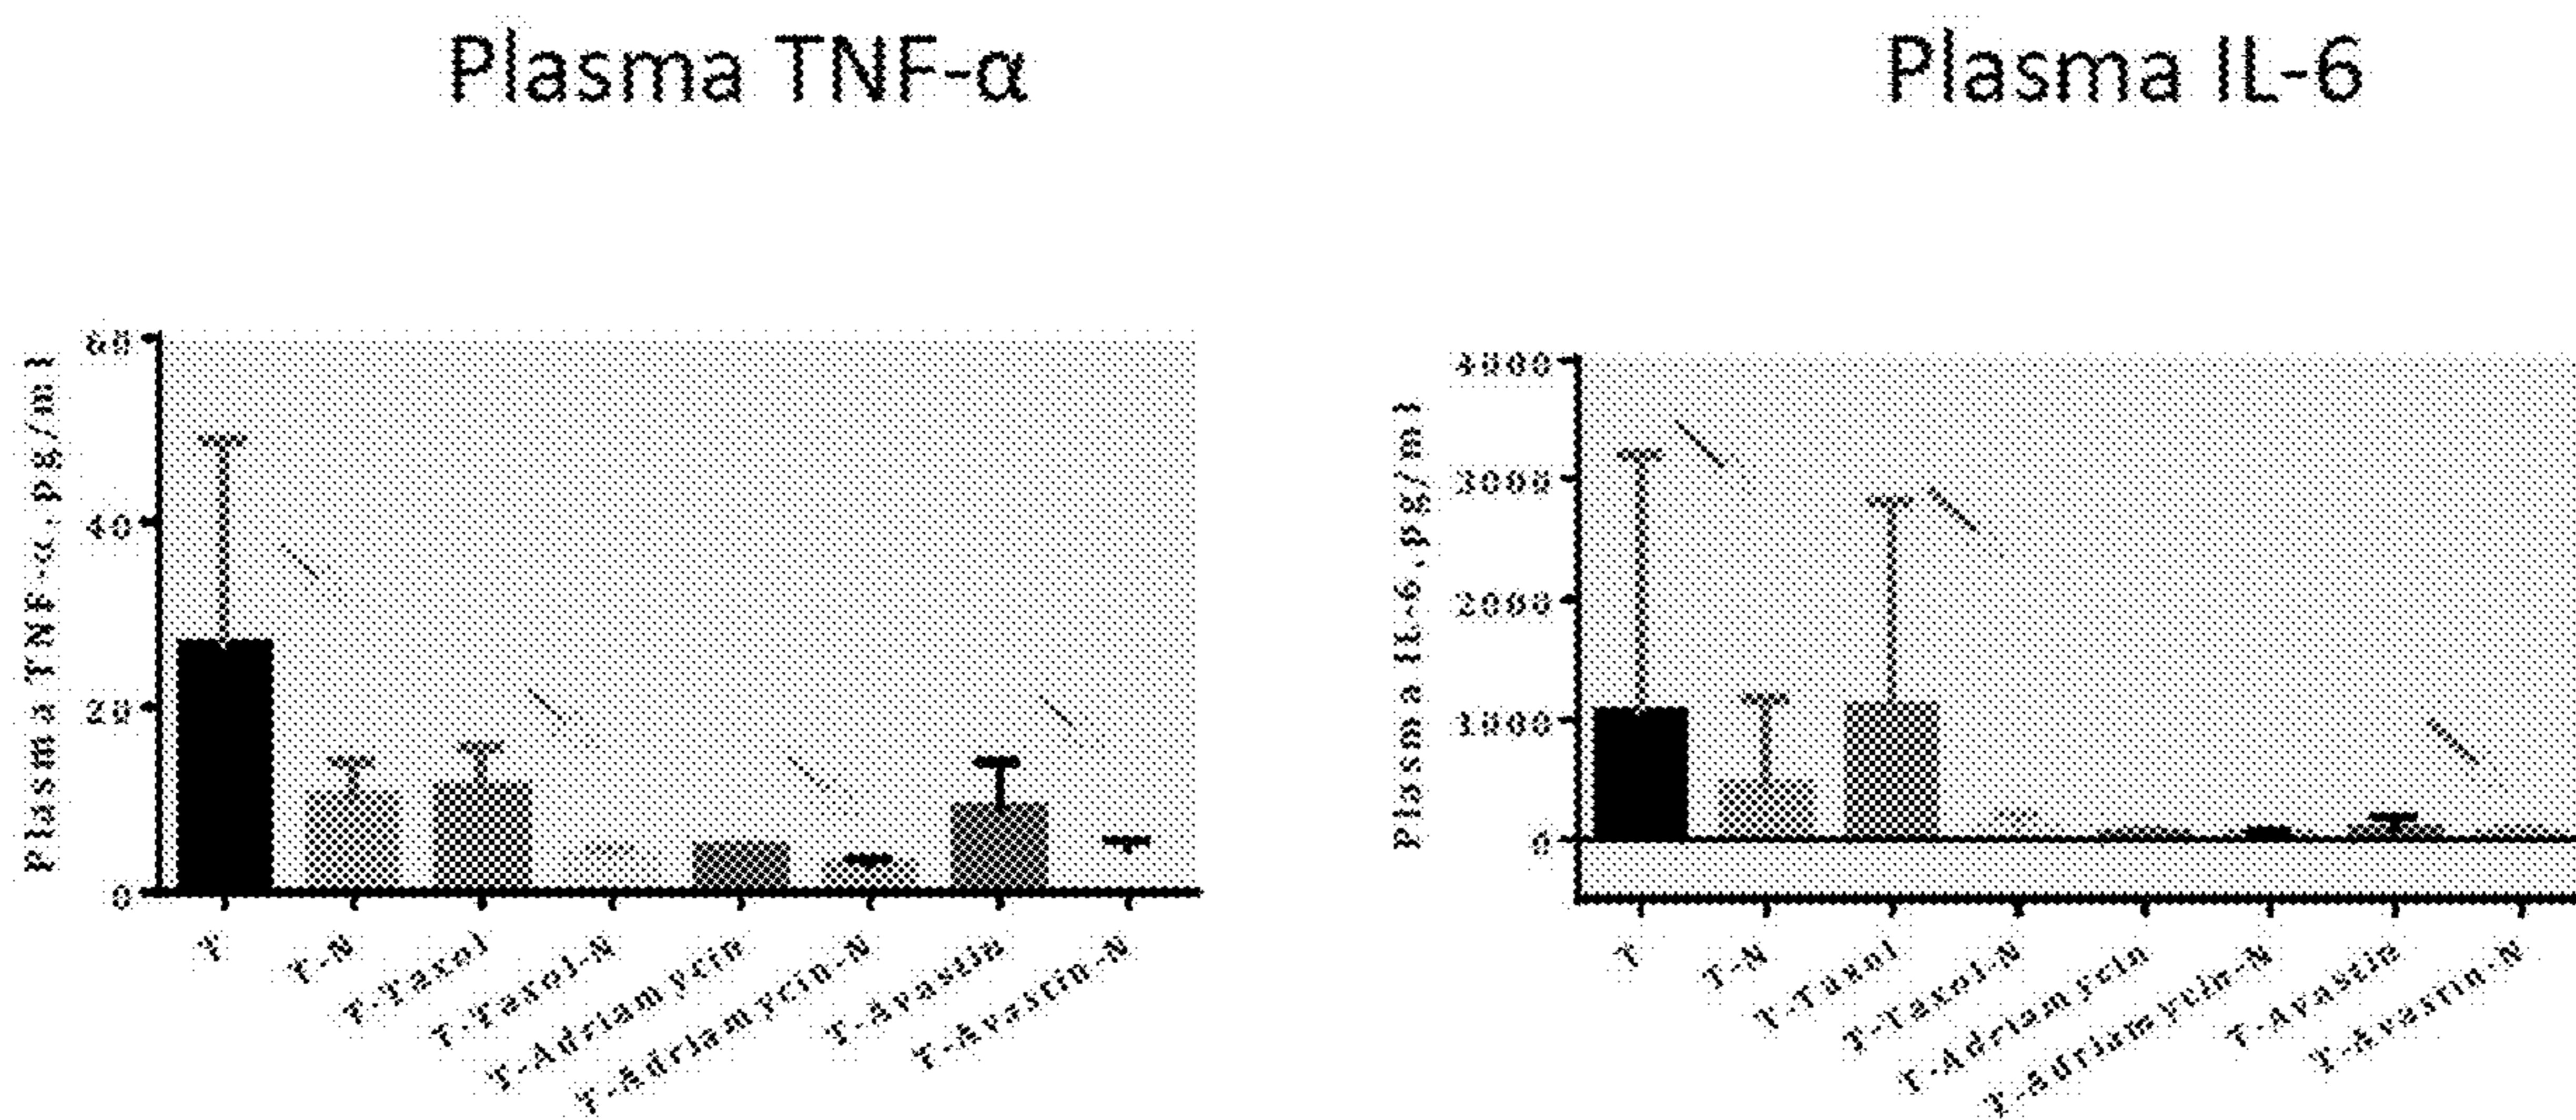 Plasma TNF-α
Plasma TNF-α, pg/ml
60
40
20
0
T
T-N
T-Taxol
T-Taxol-N
T-Adriamycin
T-Adriamycin-N
T-Avastin
T-Avastin-N
Plasma IL-6
Plasma IL-6, pg/ml
4000
3000
2000
1000
0
T
T-N
T-Taxol
T-Taxol-N
T-Adriamycin
T-Adriamycin-N
T-Avastin
T-Avastin-N